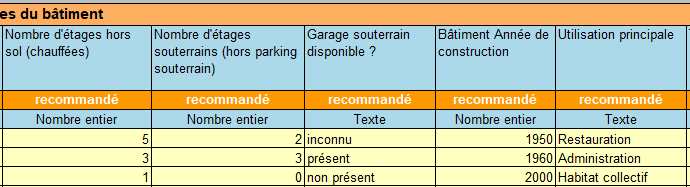 es du bâtiment
Nombre d'étages hors sol (chauffées) Nombre d'étages souterrains (hors parking souterrain) Garage souterrain disponible ? Bâtiment Année de construction Utilisation principale
recommandé recommandé recommandé recommandé recommandé
Nombre entier Nombre entier Texte Nombre entier Texte
5 2 inconnu 1950 Restauration
3 3 présent 1960 Administration
1 0 non présent 2000 Habitat collectif